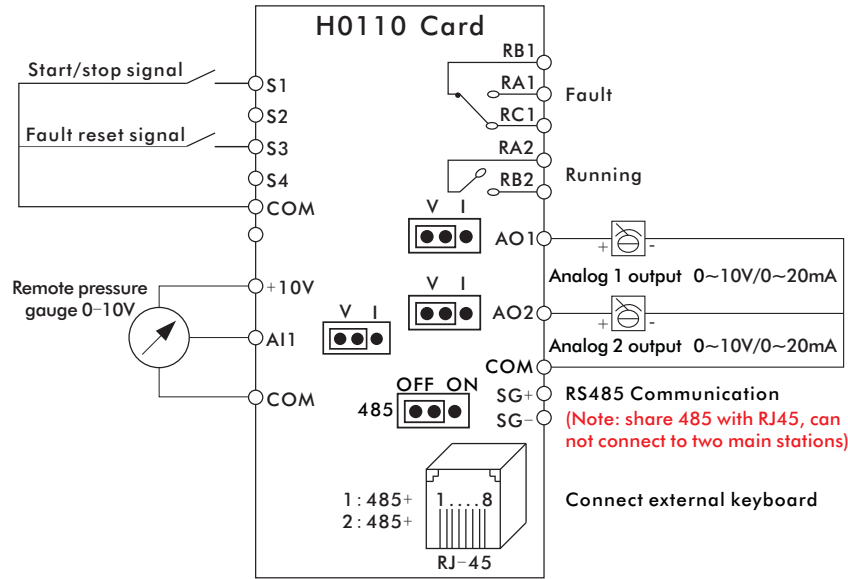 H0110 Card
Start/stop signal
S1
S2
Fault reset signal
S3
S4
COM
Remote pressure
gauge 0-10V
+10V
AI1
COM
V I
RB1
RA1
RC1
Fault
RA2
RB2
Running
V I
AO1
+ -
Analog 1 output 0~10V/0~20mA
V I
AO2
+ -
Analog 2 output 0~10V/0~20mA
COM
OFF ON
485
SG+
SG-
RS485 Communication
(Note: share 485 with RJ45, can
not connect to two main stations)
1:485+
2:485+
1....8
RJ-45
Connect external keyboard